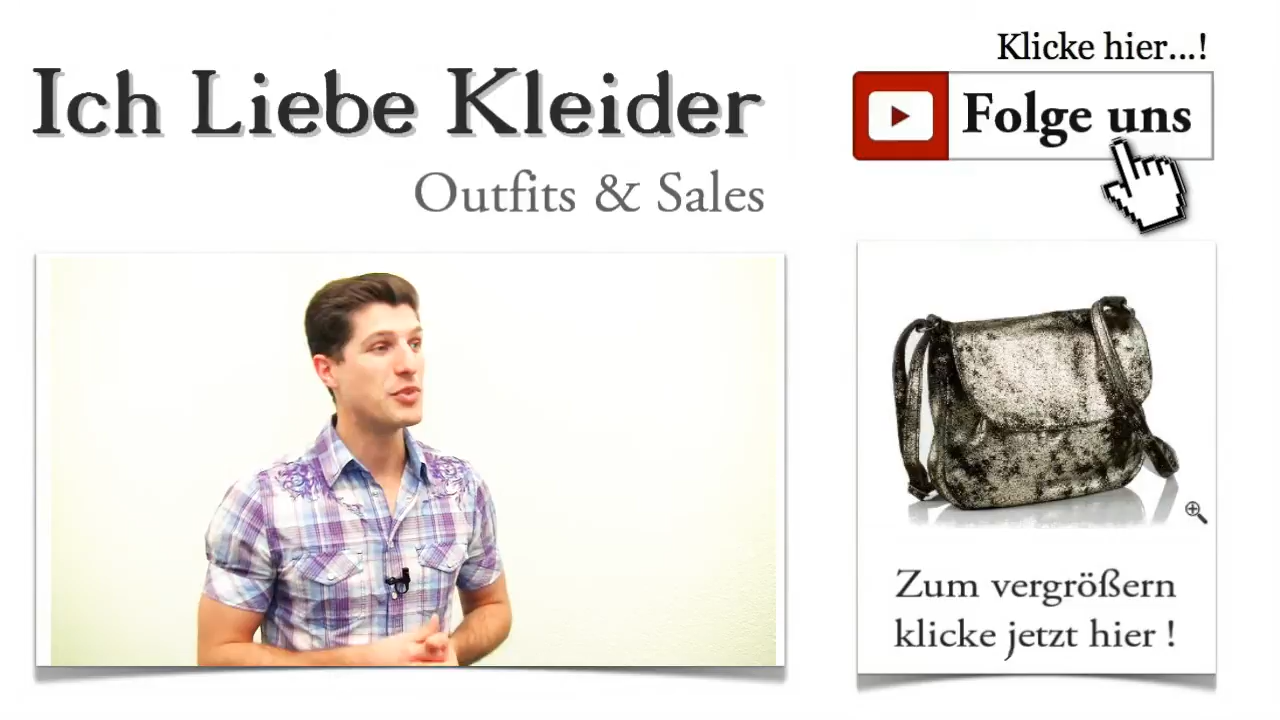 Ich Liebe Kleider
Outfits & Sales
Klicke hier...!
Folge uns
Zum vergrößern
klicke jetzt hier !